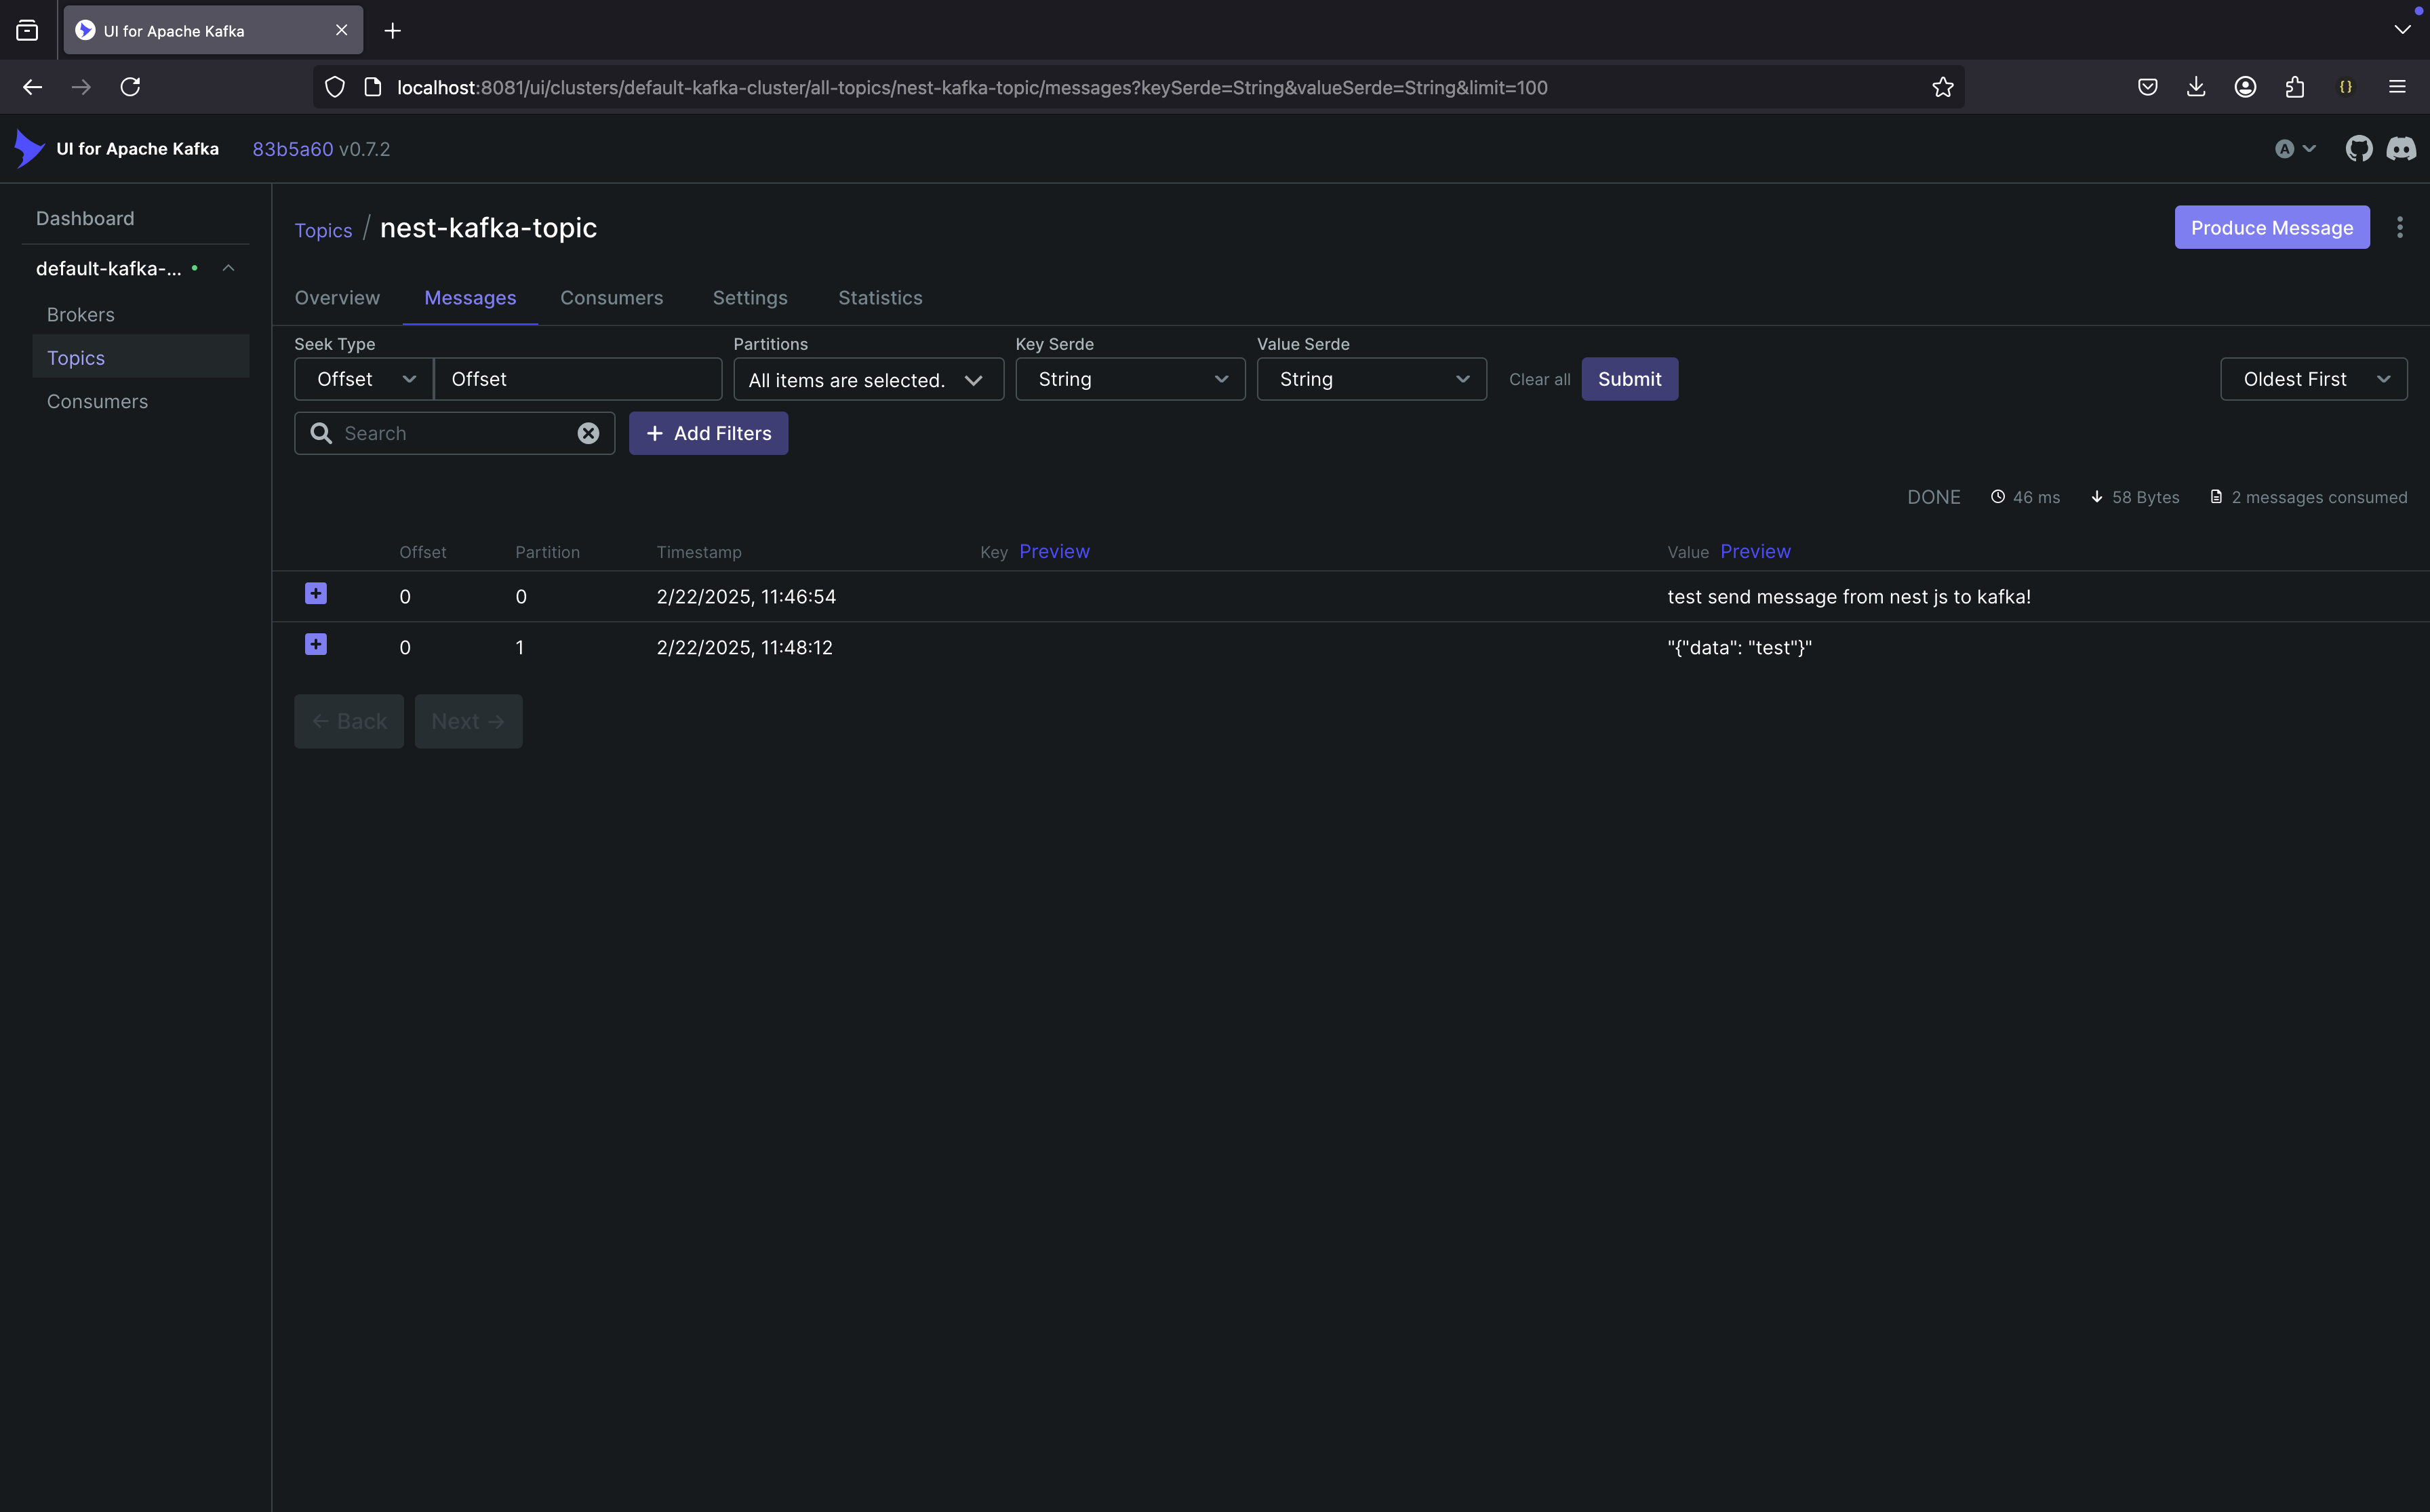 UI for Apache Kafka
localhost:8081/ui/clusters/default-kafka-cluster/all-topics/nest-kafka-topic/messages?keySerde=String&valueSerde=String&limit=100
{}
UI for Apache Kafka 83b5a60 v0.7.2
A
Dashboard
default-kafka-...
Brokers
Topics
Consumers
Topics / nest-kafka-topic
Produce Message
Overview Messages Consumers Settings Statistics
Seek Type Partitions Key Serde Value Serde
Offset Offset All items are selected. String String Clear all Submit Oldest First
Search Add Filters
DONE 46 ms 58 Bytes 2 messages consumed
Offset Partition Timestamp Key Preview Value Preview
0 0 2/22/2025, 11:46:54 test send message from nest js to kafka!
0 1 2/22/2025, 11:48:12 "{"data": "test"}"
← Back Next →